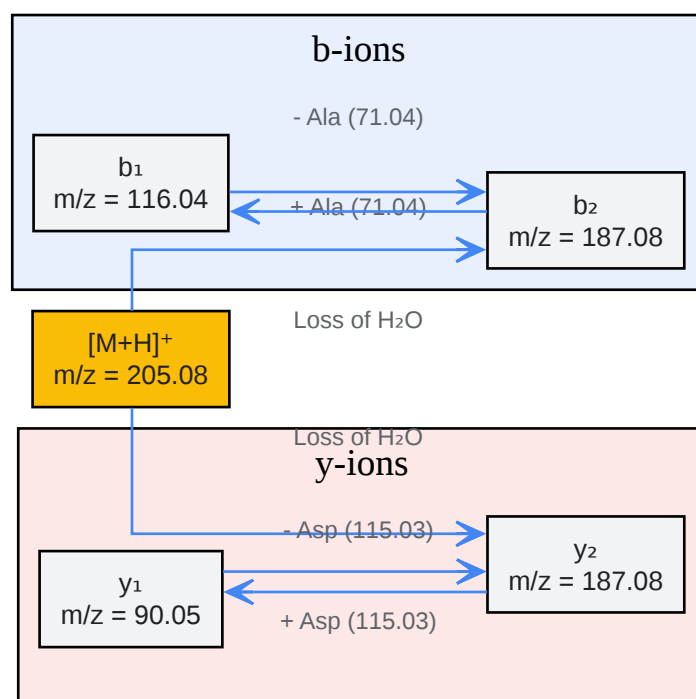 b-ions
- Ala (71.04)
b₁
m/z = 116.04
+ Ala (71.04)
b₂
m/z = 187.08
Loss of H₂O
[M+H]⁺
m/z = 205.08
Loss of H₂O
y-ions
- Asp (115.03)
y₂
m/z = 187.08
y₁
m/z = 90.05
+ Asp (115.03)